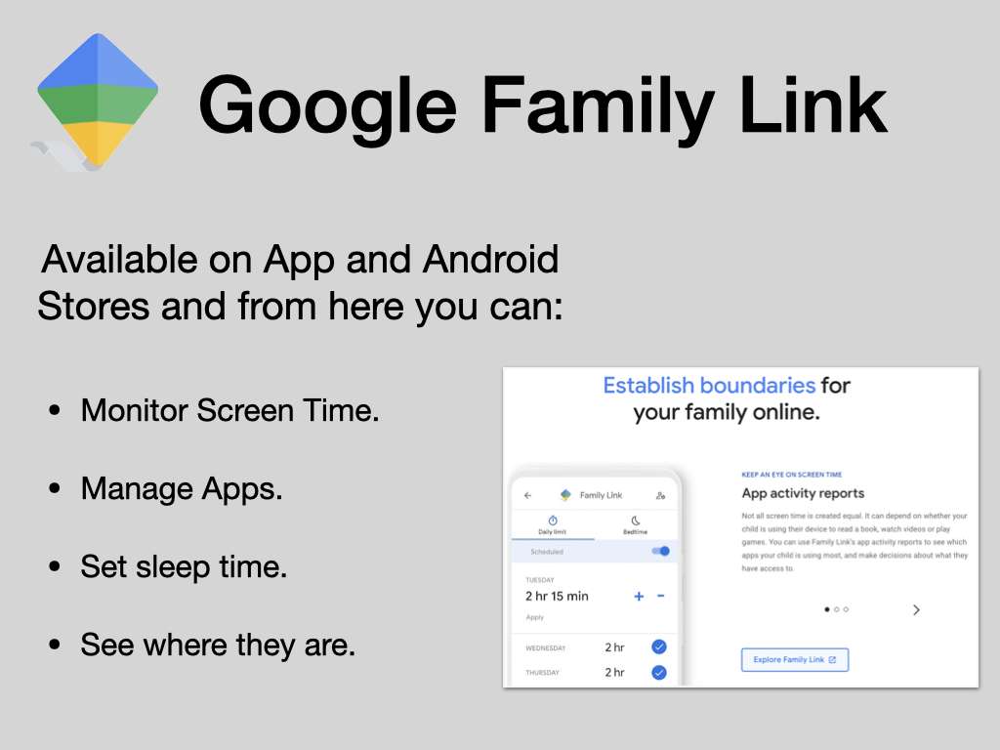 Google Family Link
Available on App and Android
Stores and from here you can:
• Monitor Screen Time.
• Manage Apps.
• Set sleep time.
• See where they are.
Establish boundaries for
your family online.
Family Link
Daily limit
Bedtime
Scheduled
TUESDAY
2 hr 15 min
+ −
Apply
WEDNESDAY 2 hr
THURSDAY 2 hr
KEEP AN EYE ON SCREEN TIME
App activity reports
Not all screen time is created equal. It can depend on whether your
child is using their device to read a book, watch videos or play
games. You can use Family Link's app activity reports to see which
apps your child is using most, and make decisions about what they
have access to.
Explore Family Link